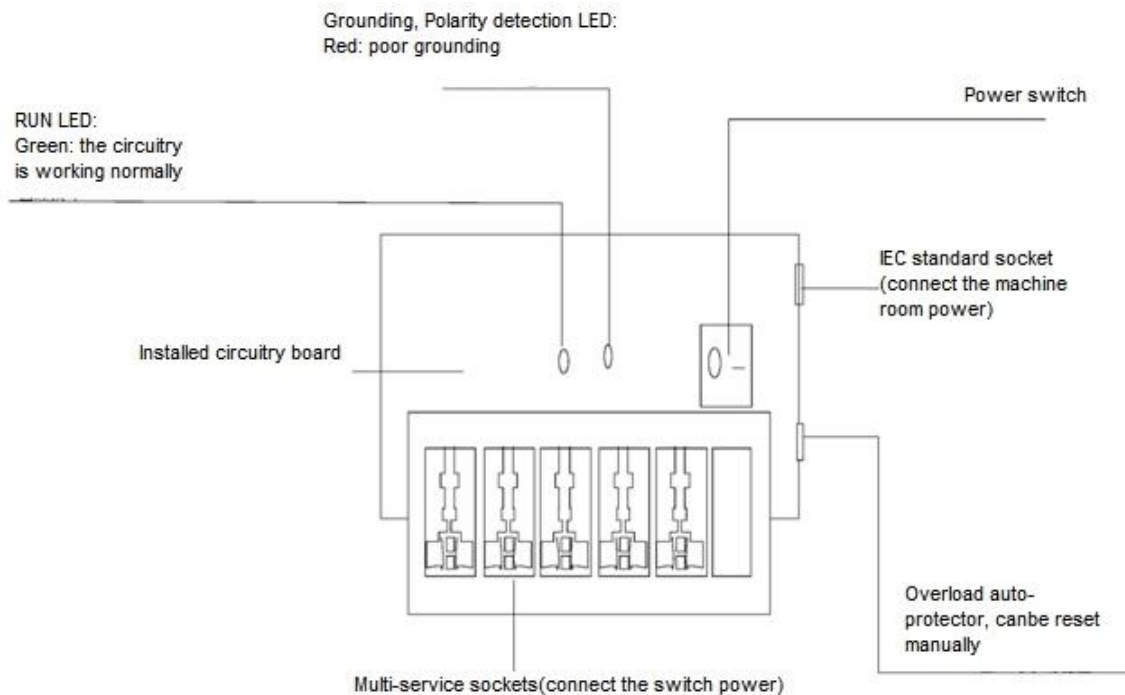 Grounding, Polarity detection LED:
Red: poor grounding
Power switch
RUN LED:
Green: the circuitry
is working normally
IEC standard socket
(connect the machine
room power)
Installed circuitry board
Overload auto-
protector, canbe reset
manually
Multi-service sockets(connect the switch power)